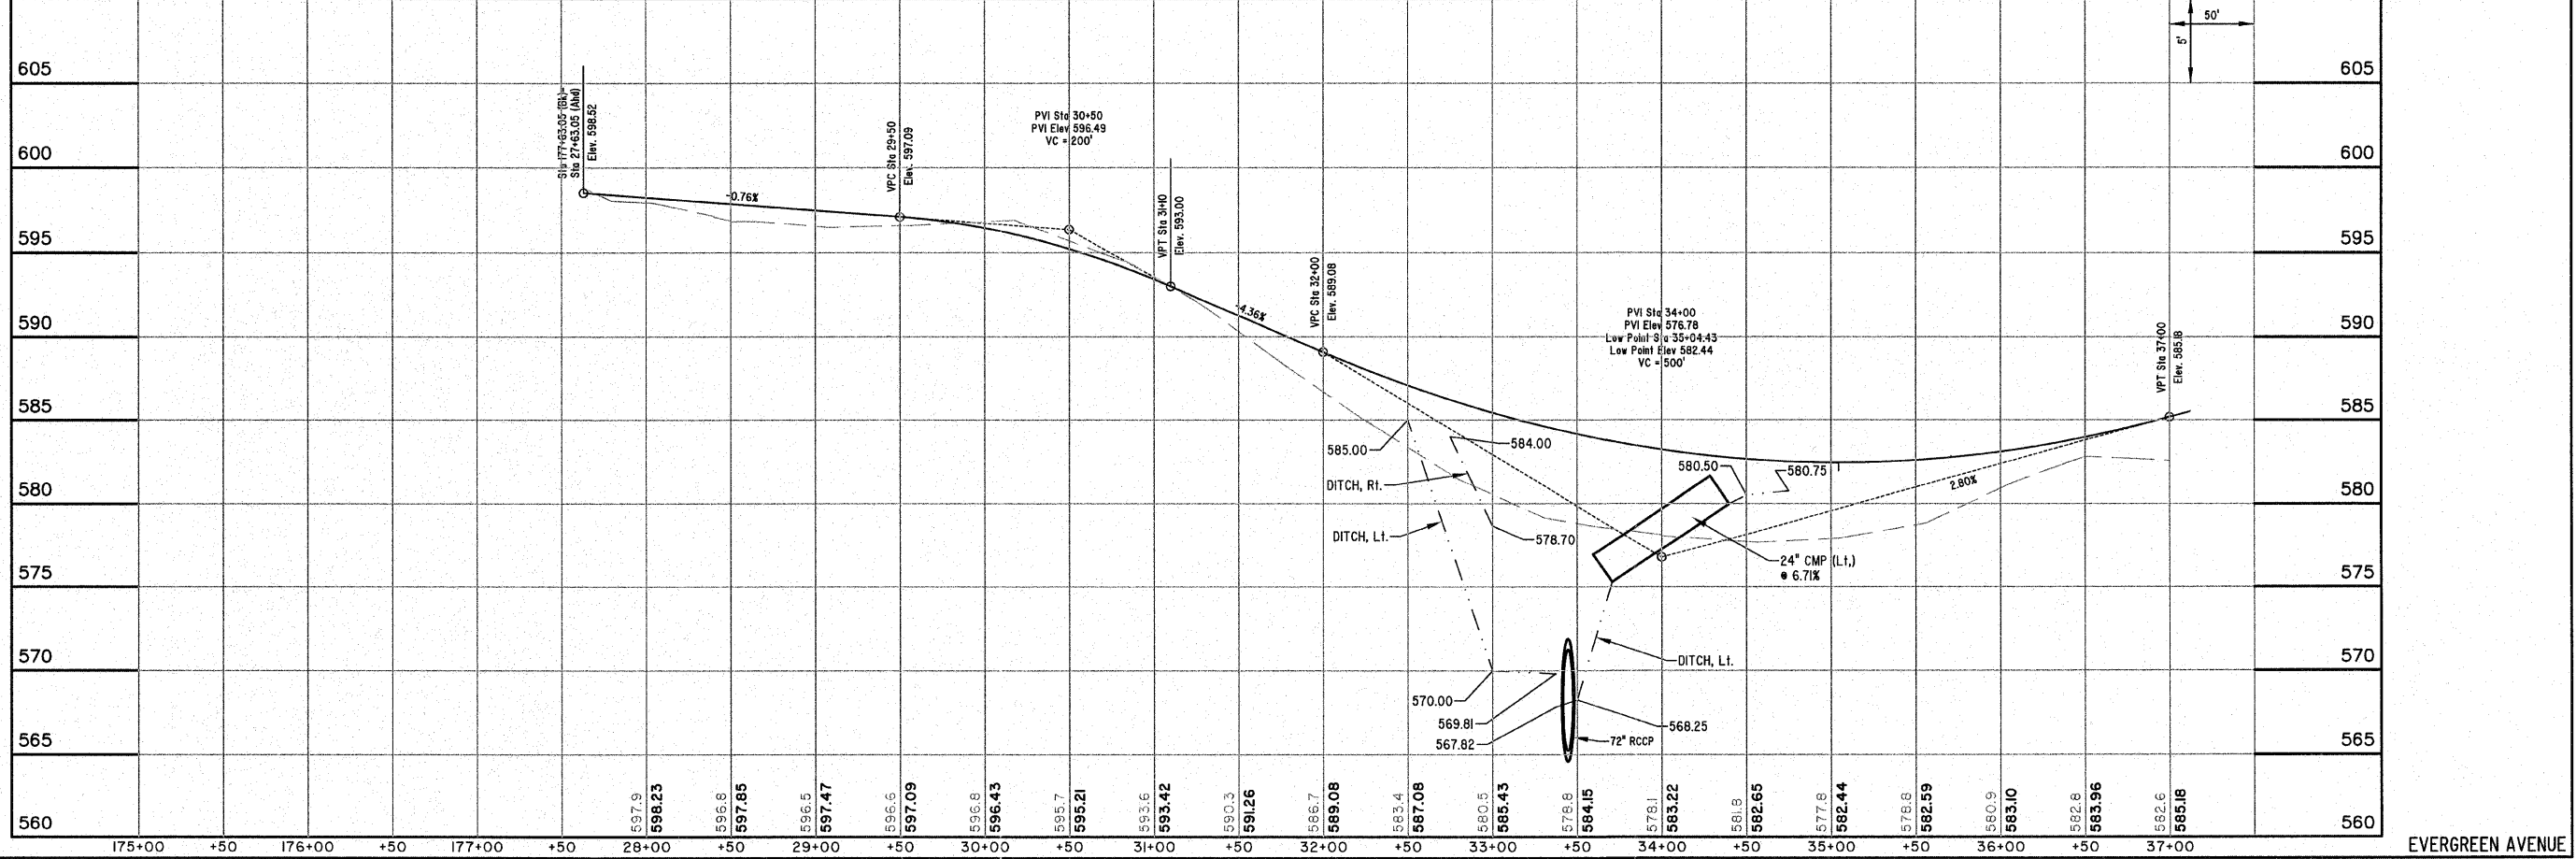 50'
5'
605
605
600
600
595
595
590
590
585
585
580
580
575
575
570
570
565
565
560
560
Sta 177+63.05 (Bk)=
Sta 27+63.05 (Ahd)
Elev. 598.52
-0.76%
VPC Sta 29+50
Elev. 597.09
PVI Sta 30+50
PVI Elev 596.49
VC = 200'
VPT Sta 31+10
Elev. 593.00
-4.36%
VPC Sta 32+00
Elev. 589.08
PVI Sta 34+00
PVI Elev 576.78
Low Point Sta 35+04.43
Low Point Elev 582.44
VC = 500'
VPT Sta 37+00
Elev. 585.18
585.00
584.00
DITCH, Rt.
DITCH, Lt.
578.70
580.50
580.75
2.80%
24" CMP (Lt.)
@ 6.71%
DITCH, Lt.
570.00
569.81
567.82
568.25
72" RCCP
597.9
598.23
596.8
597.85
596.5
597.47
596.6
597.09
596.8
596.43
595.7
595.21
593.6
593.42
590.3
591.26
586.7
589.08
583.4
587.08
580.5
585.43
578.8
584.15
578.1
583.22
581.8
582.65
577.8
582.44
578.8
582.59
580.9
583.10
582.8
583.96
582.6
585.18
175+00 +50 176+00 +50 177+00 +50 28+00 +50 29+00 +50 30+00 +50 31+00 +50 32+00 +50 33+00 +50 34+00 +50 35+00 +50 36+00 +50 37+00
EVERGREEN AVENUE